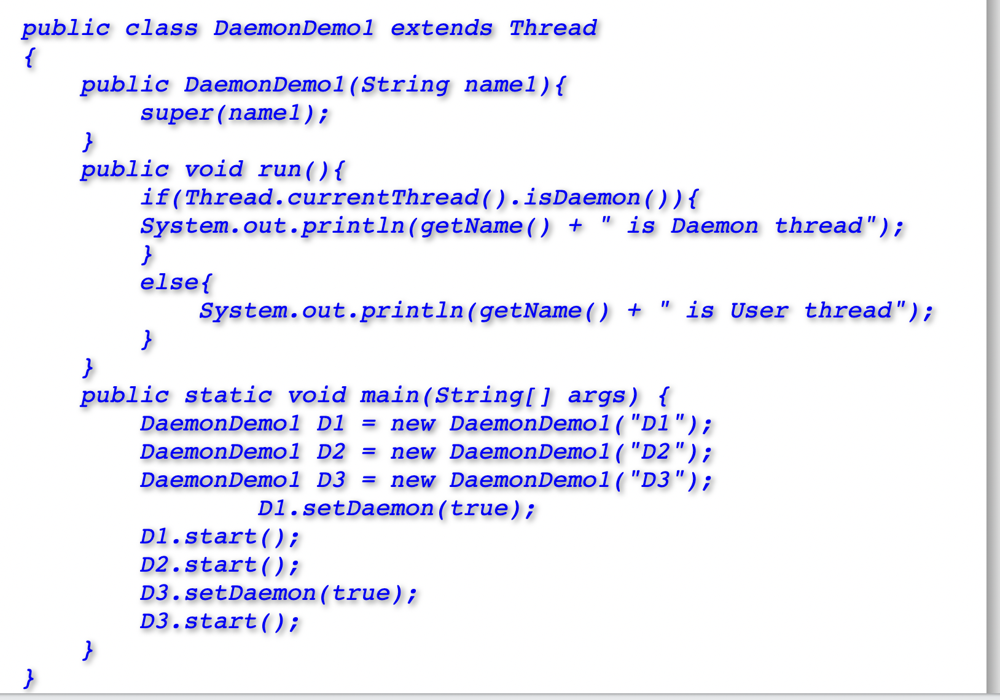 public class DaemonDemo1 extends Thread
{
public DaemonDemo1(String name1){
super(name1);
}
public void run(){
if(Thread.currentThread().isDaemon()){
System.out.println(getName() + " is Daemon thread");
}
else{
System.out.println(getName() + " is User thread");
}
}
public static void main(String[] args) {
DaemonDemo1 D1 = new DaemonDemo1("D1");
DaemonDemo1 D2 = new DaemonDemo1("D2");
DaemonDemo1 D3 = new DaemonDemo1("D3");
D1.setDaemon(true);
D1.start();
D2.start();
D3.setDaemon(true);
D3.start();
}
}